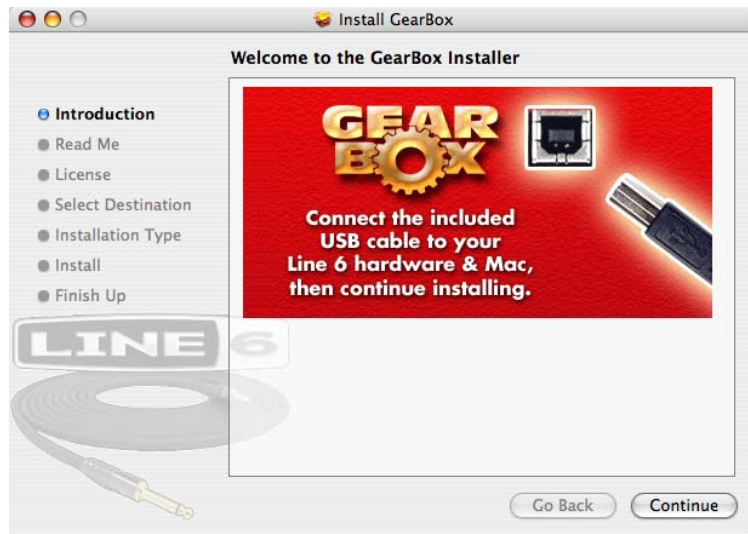 Install GearBox
Welcome to the GearBox Installer
Introduction
Read Me
License
Select Destination
Installation Type
Install
Finish Up
GEAR
BOX
Connect the included
USB cable to your
Line 6 hardware & Mac,
then continue installing.
LINE 6
Go Back
Continue